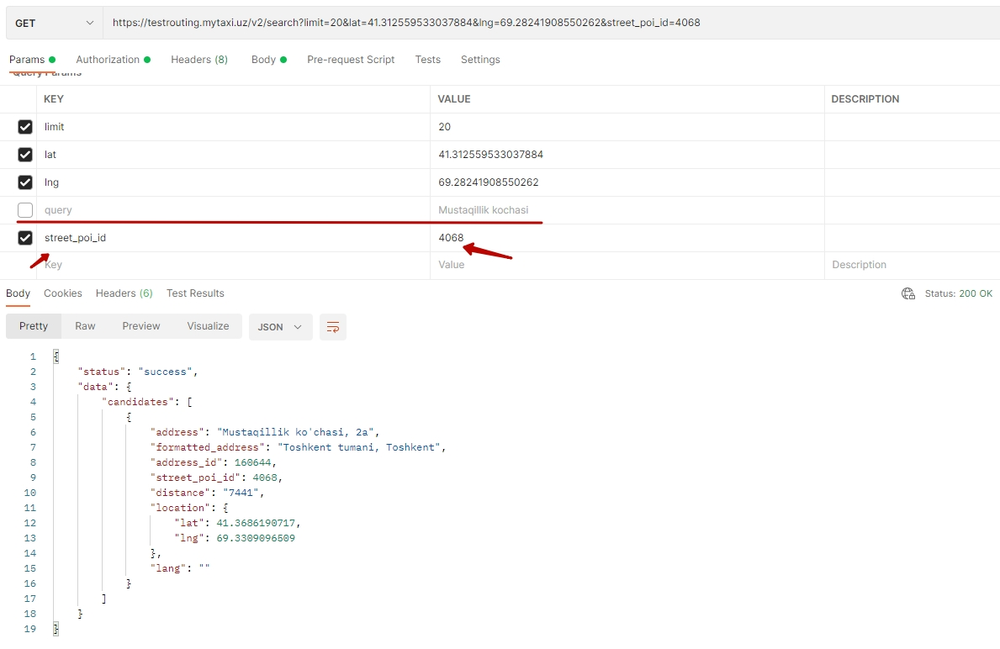 GET https://testrouting.mytaxi.uz/v2/search?limit=20&lat=41.312559533037884&lng=69.28241908550262&street_poi_id=4068
Params Authorization Headers (8) Body Pre-request Script Tests Settings
Query Params
KEY VALUE DESCRIPTION
limit 20
lat 41.312559533037884
lng 69.28241908550262
query Mustaqillik kochasi
street_poi_id 4068
Key Value Description
Body Cookies Headers (6) Test Results Status: 200 OK
Pretty Raw Preview Visualize JSON
1 {
2 "status": "success",
3 "data": {
4 "candidates": [
5 {
6 "address": "Mustaqillik ko'chasi, 2a",
7 "formatted_address": "Toshkent tumani, Toshkent",
8 "address_id": 160644,
9 "street_poi_id": 4068,
10 "distance": "7441",
11 "location": {
12 "lat": 41.3686190717,
13 "lng": 69.3309096509
14 },
15 "lang": ""
16 }
17 ]
18 }
19 }